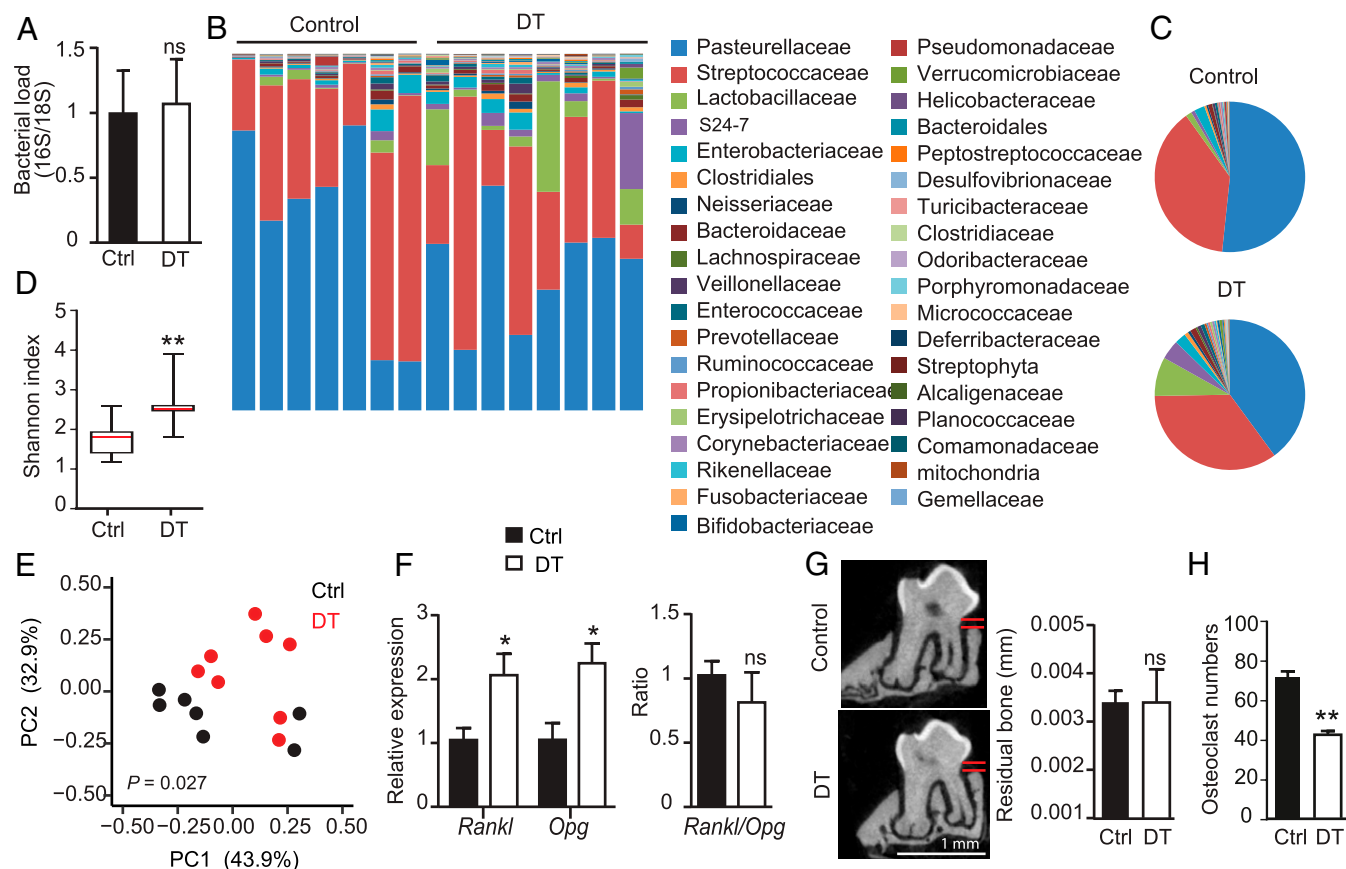 A
Bacterial load
(16S/18S)
1.5
1
0.5
0
ns
Ctrl
DT
B
Control
DT
Pasteurellaceae
Streptococcaceae
Lactobacillaceae
S24-7
Enterobacteriaceae
Clostridiales
Neisseriaceae
Bacteroidaceae
Lachnospiraceae
Veillonellaceae
Enterococcaceae
Prevotellaceae
Ruminococcaceae
Propionibacteriaceae
Erysipelotrichaceae
Corynebacteriaceae
Rikenellaceae
Fusobacteriaceae
Bifidobacteriaceae
Pseudomonadaceae
Verrucomicrobiaceae
Helicobacteraceae
Bacteroidales
Peptostreptococcaceae
Desulfovibrionaceae
Turicibacteraceae
Clostridiaceae
Odoribacteraceae
Porphyromonadaceae
Micrococcaceae
Deferribacteraceae
Streptophyta
Alcaligenaceae
Planococcaceae
Comamonadaceae
mitochondria
Gemellaceae
C
Control
DT
D
Shannon index
5
4
3
2
1
0
**
Ctrl
DT
E
PC2 (32.9%)
0.50
0.25
0.00
−0.25
−0.50
Ctrl
DT
P = 0.027
−0.50
−0.25
0.00
0.25
0.50
PC1 (43.9%)
F
Ctrl
DT
Relative expression
3
2
1
0
*
*
Rankl
Opg
Ratio
1.5
1
0.5
0
ns
Rankl/Opg
G
Control
DT
1 mm
Residual bone (mm)
0.005
0.004
0.003
0.002
0.001
ns
Ctrl
DT
H
Osteoclast numbers
100
80
60
40
20
0
**
Ctrl
DT